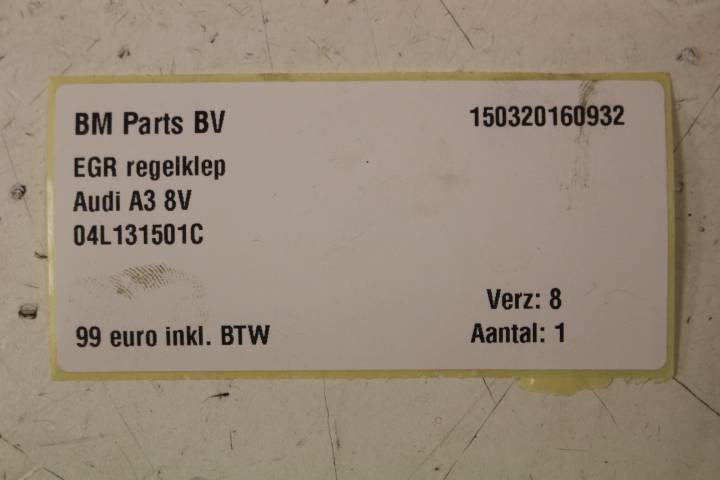 BM Parts BV
150320160932
EGR regelklep
Audi A3 8V
04L131501C
Verz: 8
99 euro inkl. BTW
Aantal: 1